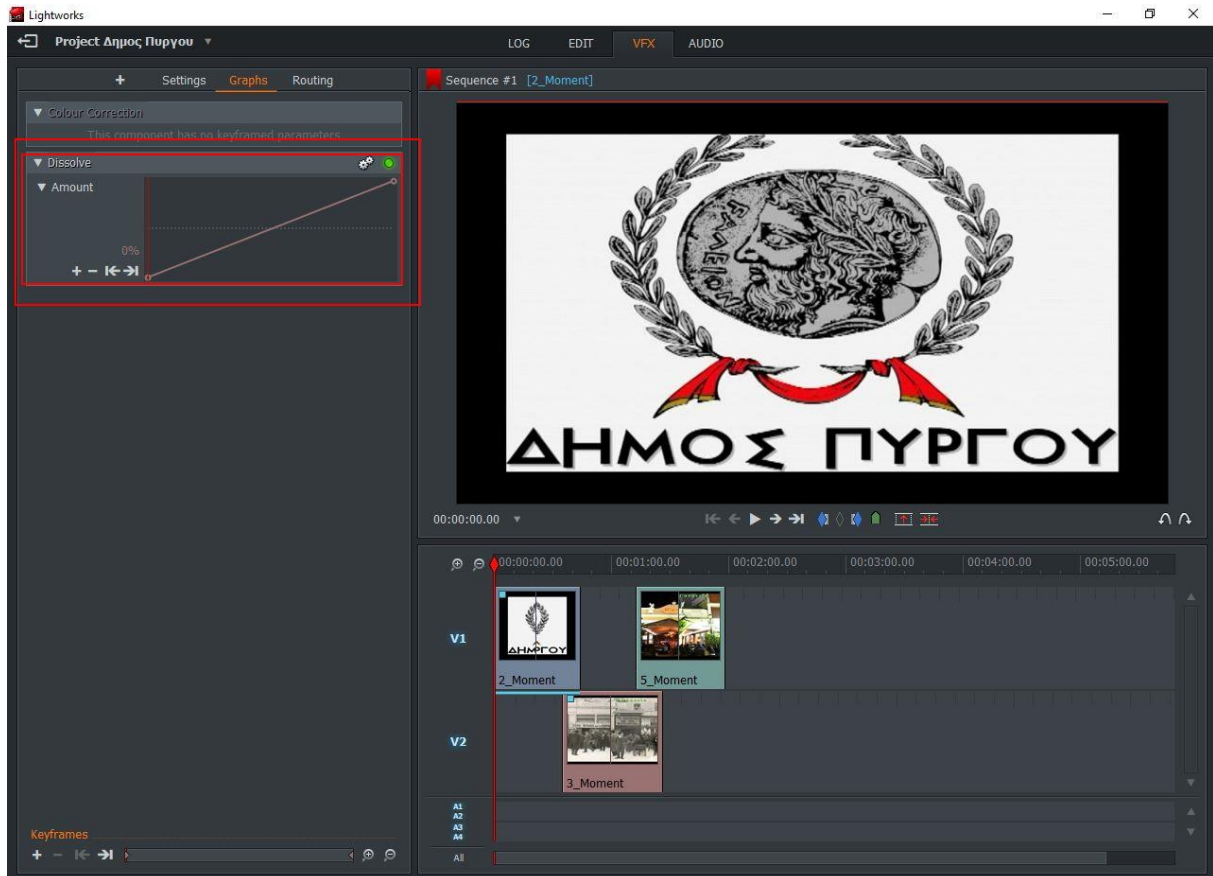 Lightworks
Project Δημος Πυργου
LOG EDIT VFX AUDIO
+ Settings Graphs Routing
Colour Correction
This component has no keyframed parameters
Dissolve
Amount
0%
Sequence #1 [2_Moment]
ΕΑΛΕΙΟΝ
ΔΗΜΟΣ ΠΥΡΓΟΥ
00:00:00.00
00:00:00.00 00:01:00.00 00:02:00.00 00:03:00.00 00:04:00.00 00:05:00.00
V1
2_Moment
5_Moment
V2
3_Moment
A1
A2
A3
A4
All
Keyframes